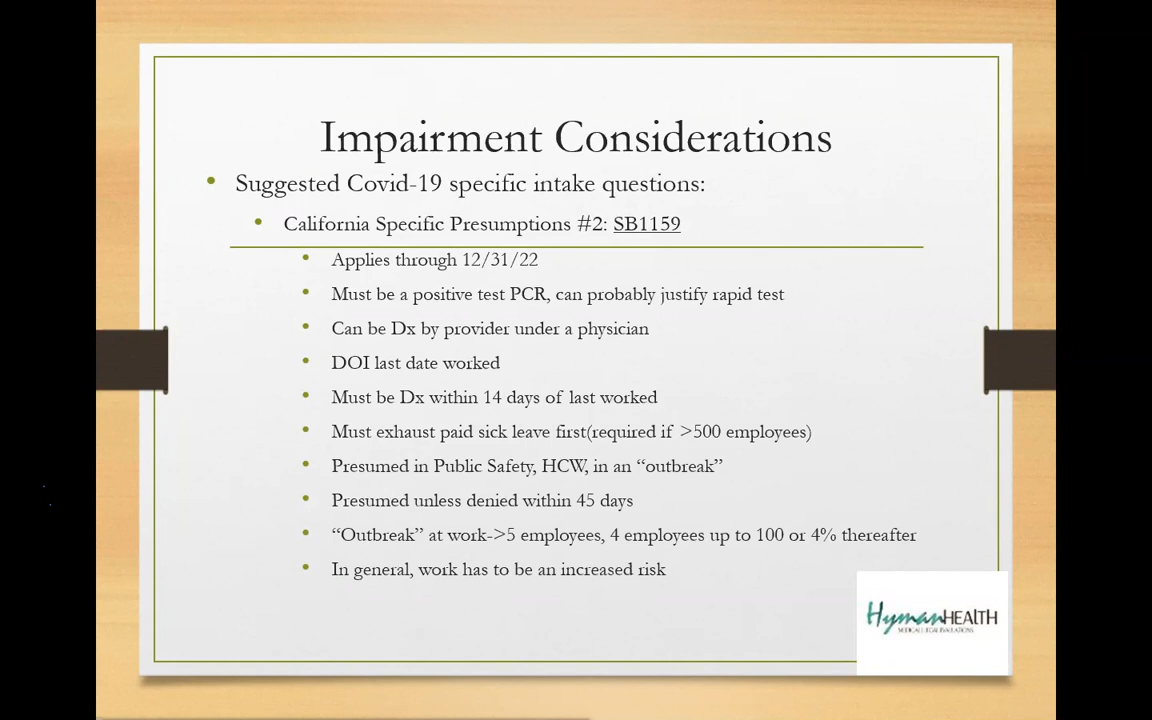 Impairment Considerations
Suggested Covid-19 specific intake questions:
California Specific Presumptions #2: SB1159
Applies through 12/31/22
Must be a positive test PCR, can probably justify rapid test
Can be Dx by provider under a physician
DOI last date worked
Must be Dx within 14 days of last worked
Must exhaust paid sick leave first(required if >500 employees)
Presumed in Public Safety, HCW, in an “outbreak”
Presumed unless denied within 45 days
“Outbreak” at work->5 employees, 4 employees up to 100 or 4% thereafter
In general, work has to be an increased risk
HymanHEALTH
MEDICAL LEGAL EVALUATIONS